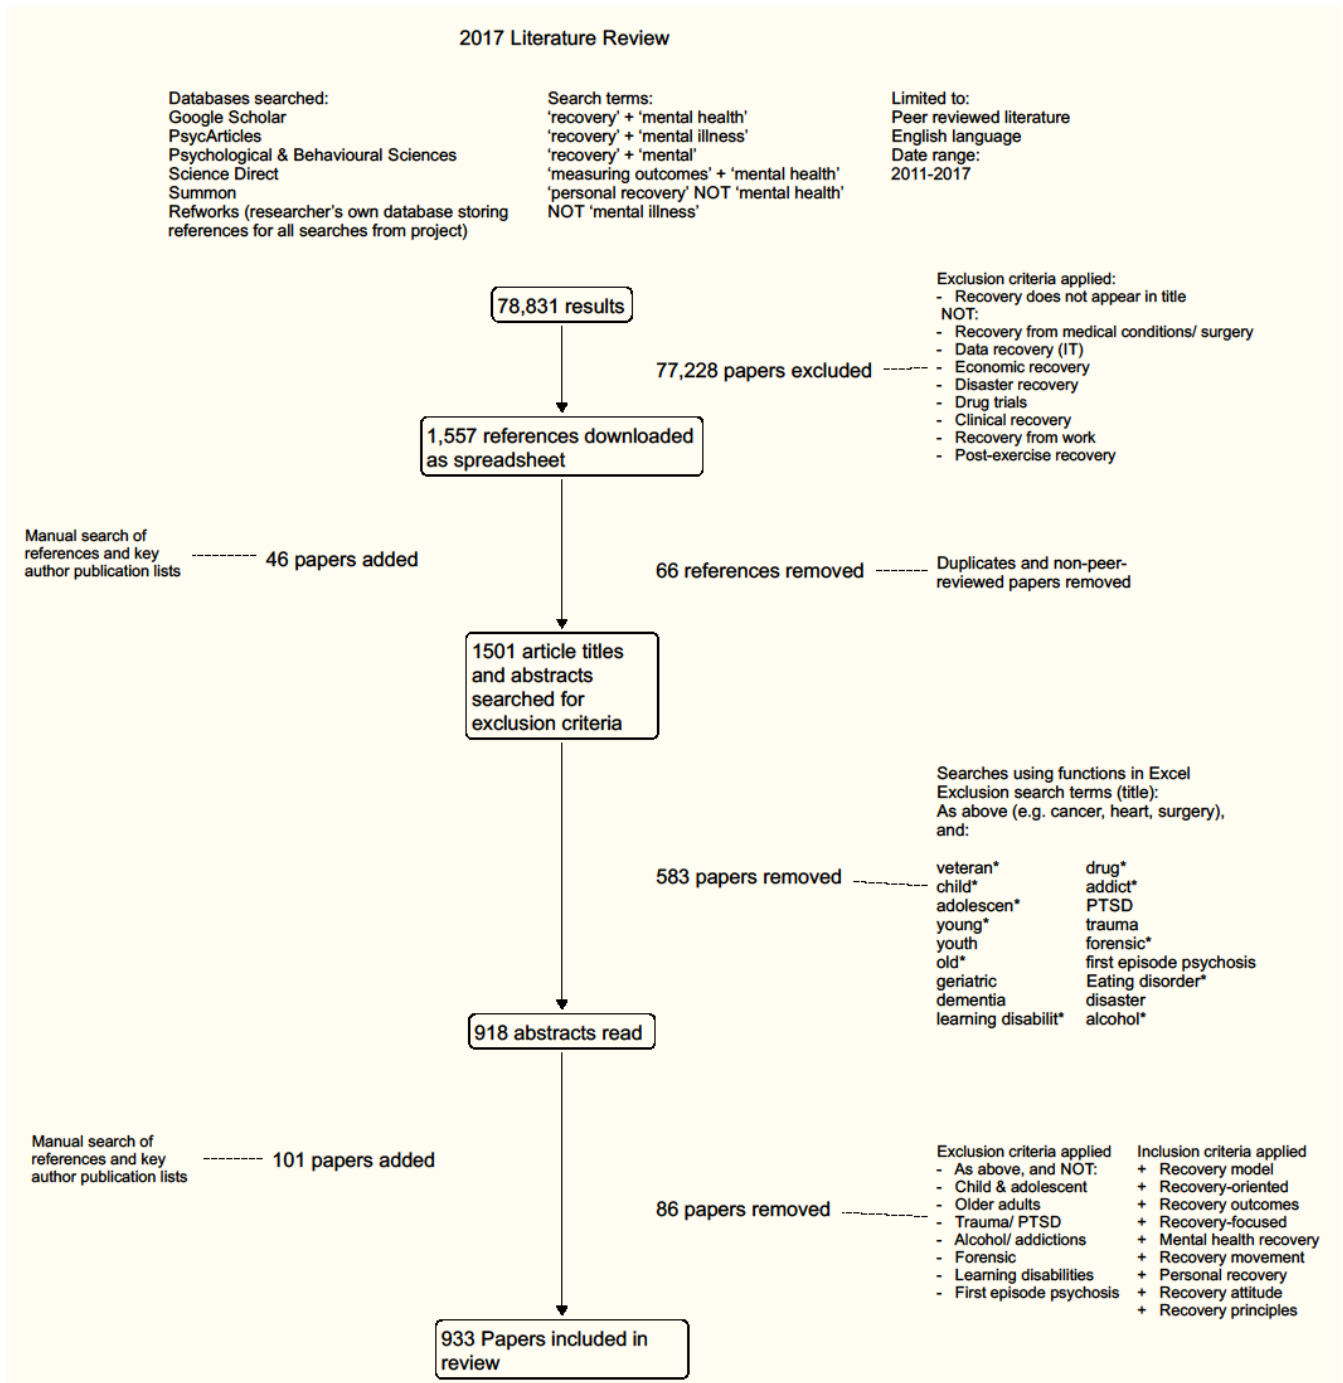 2017 Literature Review
Databases searched:
Google Scholar
PsycArticles
Psychological & Behavioural Sciences
Science Direct
Summon
Refworks (researcher's own database storing
references for all searches from project)
Search terms:
'recovery' + 'mental health'
'recovery' + 'mental illness'
'recovery' + 'mental'
'measuring outcomes' + 'mental health'
'personal recovery' NOT 'mental health'
NOT 'mental illness'
Limited to:
Peer reviewed literature
English language
Date range:
2011-2017
78,831 results
77,228 papers excluded
Exclusion criteria applied:
- Recovery does not appear in title
NOT:
- Recovery from medical conditions/ surgery
- Data recovery (IT)
- Economic recovery
- Disaster recovery
- Drug trials
- Clinical recovery
- Recovery from work
- Post-exercise recovery
1,557 references downloaded
as spreadsheet
Manual search of
references and key
author publication lists
46 papers added
66 references removed
Duplicates and non-peer-
reviewed papers removed
1501 article titles
and abstracts
searched for
exclusion criteria
583 papers removed
Searches using functions in Excel
Exclusion search terms (title):
As above (e.g. cancer, heart, surgery),
and:
veteran*
child*
adolescen*
young*
youth
old*
geriatric
dementia
learning disabilit*
drug*
addict*
PTSD
trauma
forensic*
first episode psychosis
Eating disorder*
disaster
alcohol*
918 abstracts read
Manual search of
references and key
author publication lists
101 papers added
86 papers removed
Exclusion criteria applied
- As above, and NOT:
- Child & adolescent
- Older adults
- Trauma/ PTSD
- Alcohol/ addictions
- Forensic
- Learning disabilities
- First episode psychosis
Inclusion criteria applied
+ Recovery model
+ Recovery-oriented
+ Recovery outcomes
+ Recovery-focused
+ Mental health recovery
+ Recovery movement
+ Personal recovery
+ Recovery attitude
+ Recovery principles
933 Papers included in
review